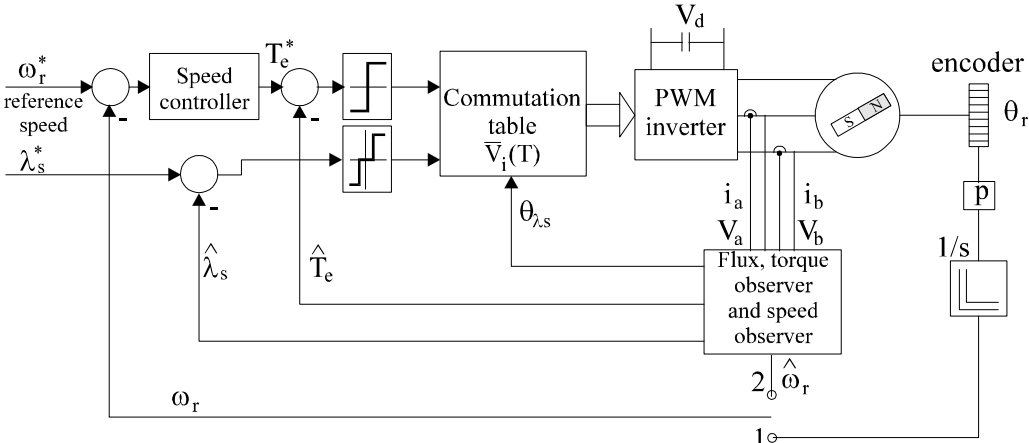 V_d
ω_r^*
reference
speed
-
Speed
controller
T_e^*
-
Commutation
table
V̅_i(T)
PWM
inverter
S N
encoder
θ_r
λ_s^*
-
p
i_a
i_b
V_a
V_b
θ_λs
λ̂_s
T̂_e
1/s
Flux, torque
observer
and speed
observer
2
ω̂_r
ω_r
1